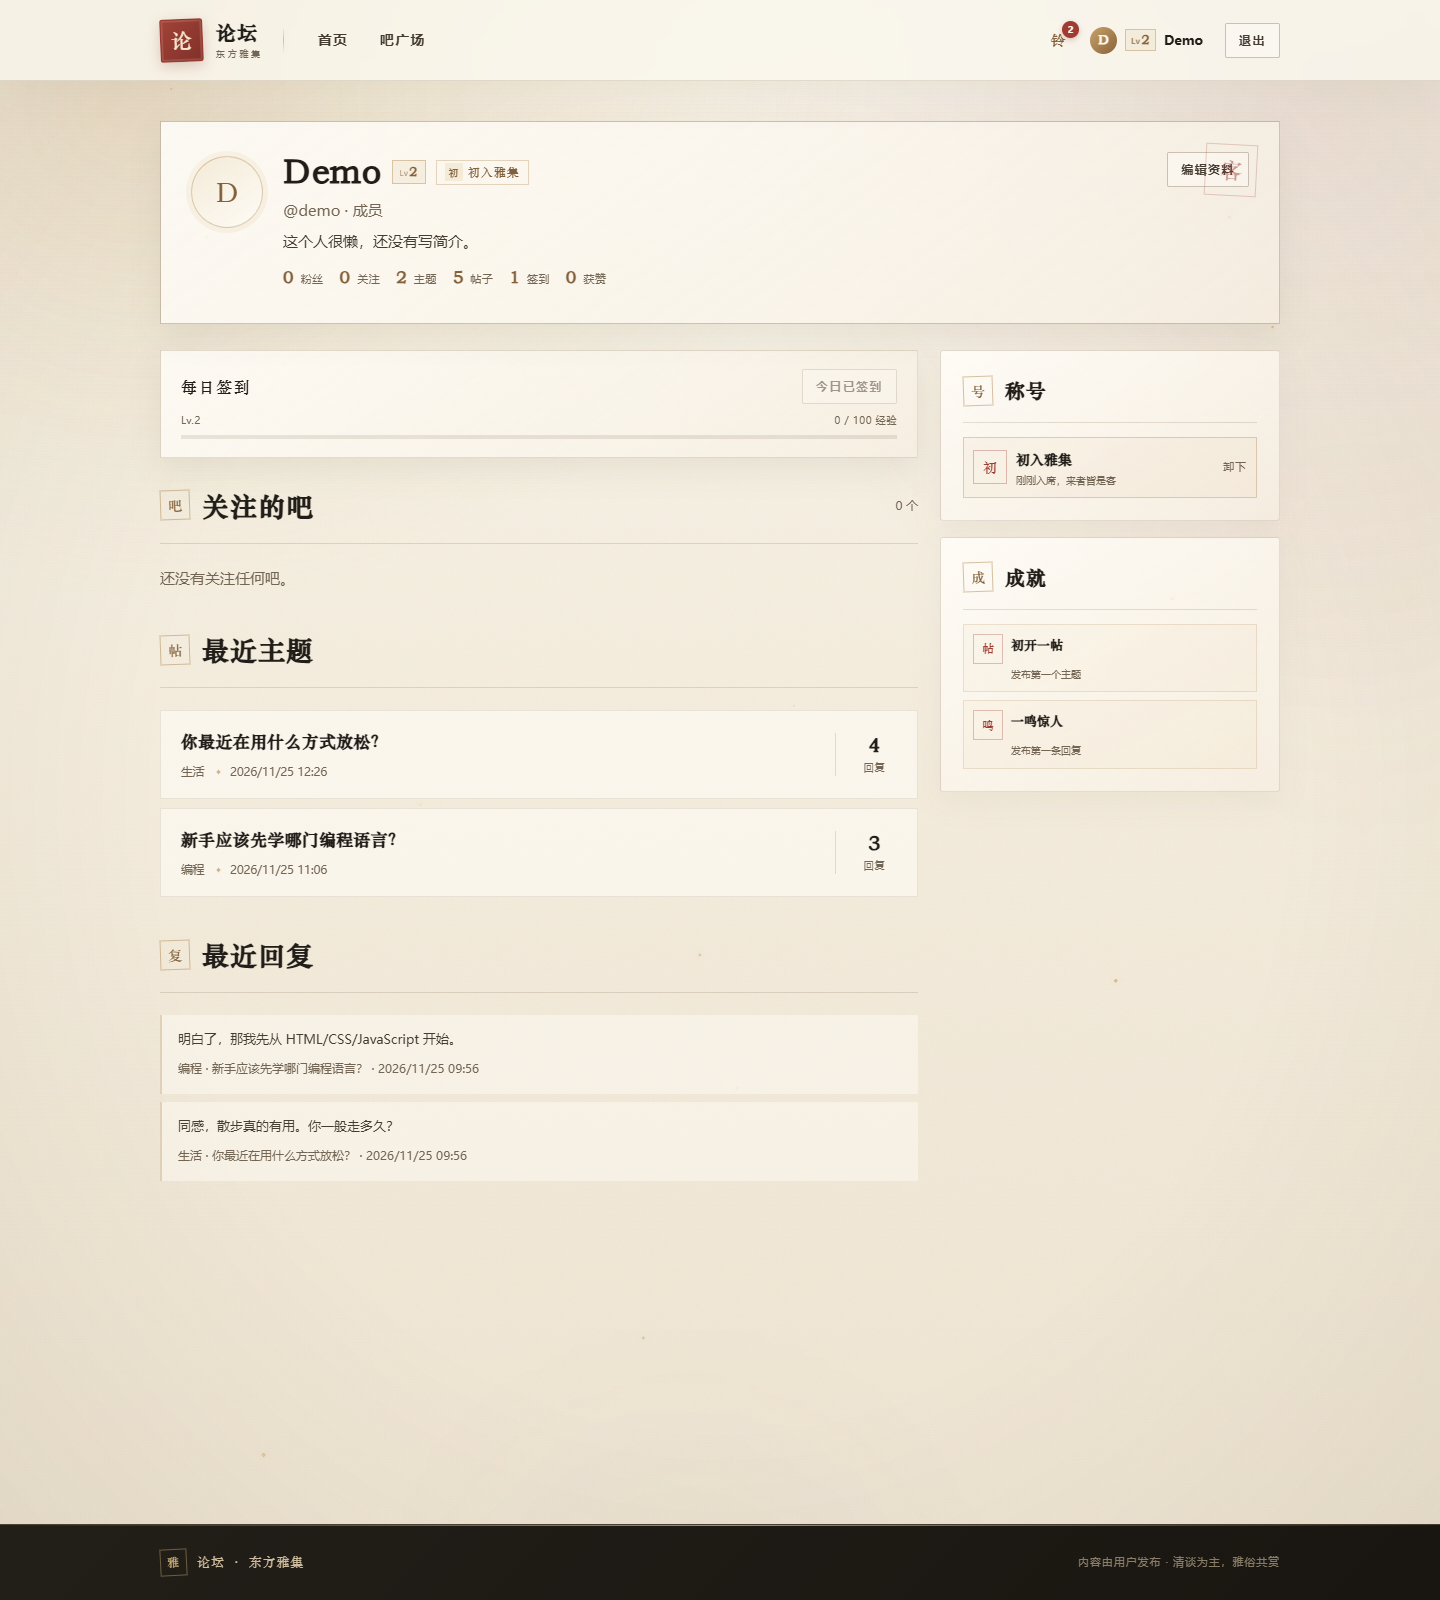 论 论坛 首页 吧广场 铃 2 D Lv2 Demo 退出
东方雅集
D Demo Lv2 初 初入雅集 编辑资料 客
@demo · 成员
这个人很懒，还没有写简介。
0 粉丝 0 关注 2 主题 5 帖子 1 签到 0 获赞
每日签到 今日已签到
Lv.2 0 / 100 经验
吧 关注的吧 0 个
还没有关注任何吧。
帖 最近主题
你最近在用什么方式放松？
生活 2026/11/25 12:26
4
回复
新手应该先学哪门编程语言？
编程 2026/11/25 11:06
3
回复
复 最近回复
明白了，那我先从 HTML/CSS/JavaScript 开始。
编程 · 新手应该先学哪门编程语言？ · 2026/11/25 09:56
同感，散步真的有用。你一般走多久？
生活 · 你最近在用什么方式放松？ · 2026/11/25 09:56
号 称号
初 初入雅集 卸下
刚刚入席，来者皆是客
成 成就
帖 初开一帖
发布第一个主题
鸣 一鸣惊人
发布第一条回复
雅 论坛 · 东方雅集 内容由用户发布 · 清谈为主，雅俗共赏